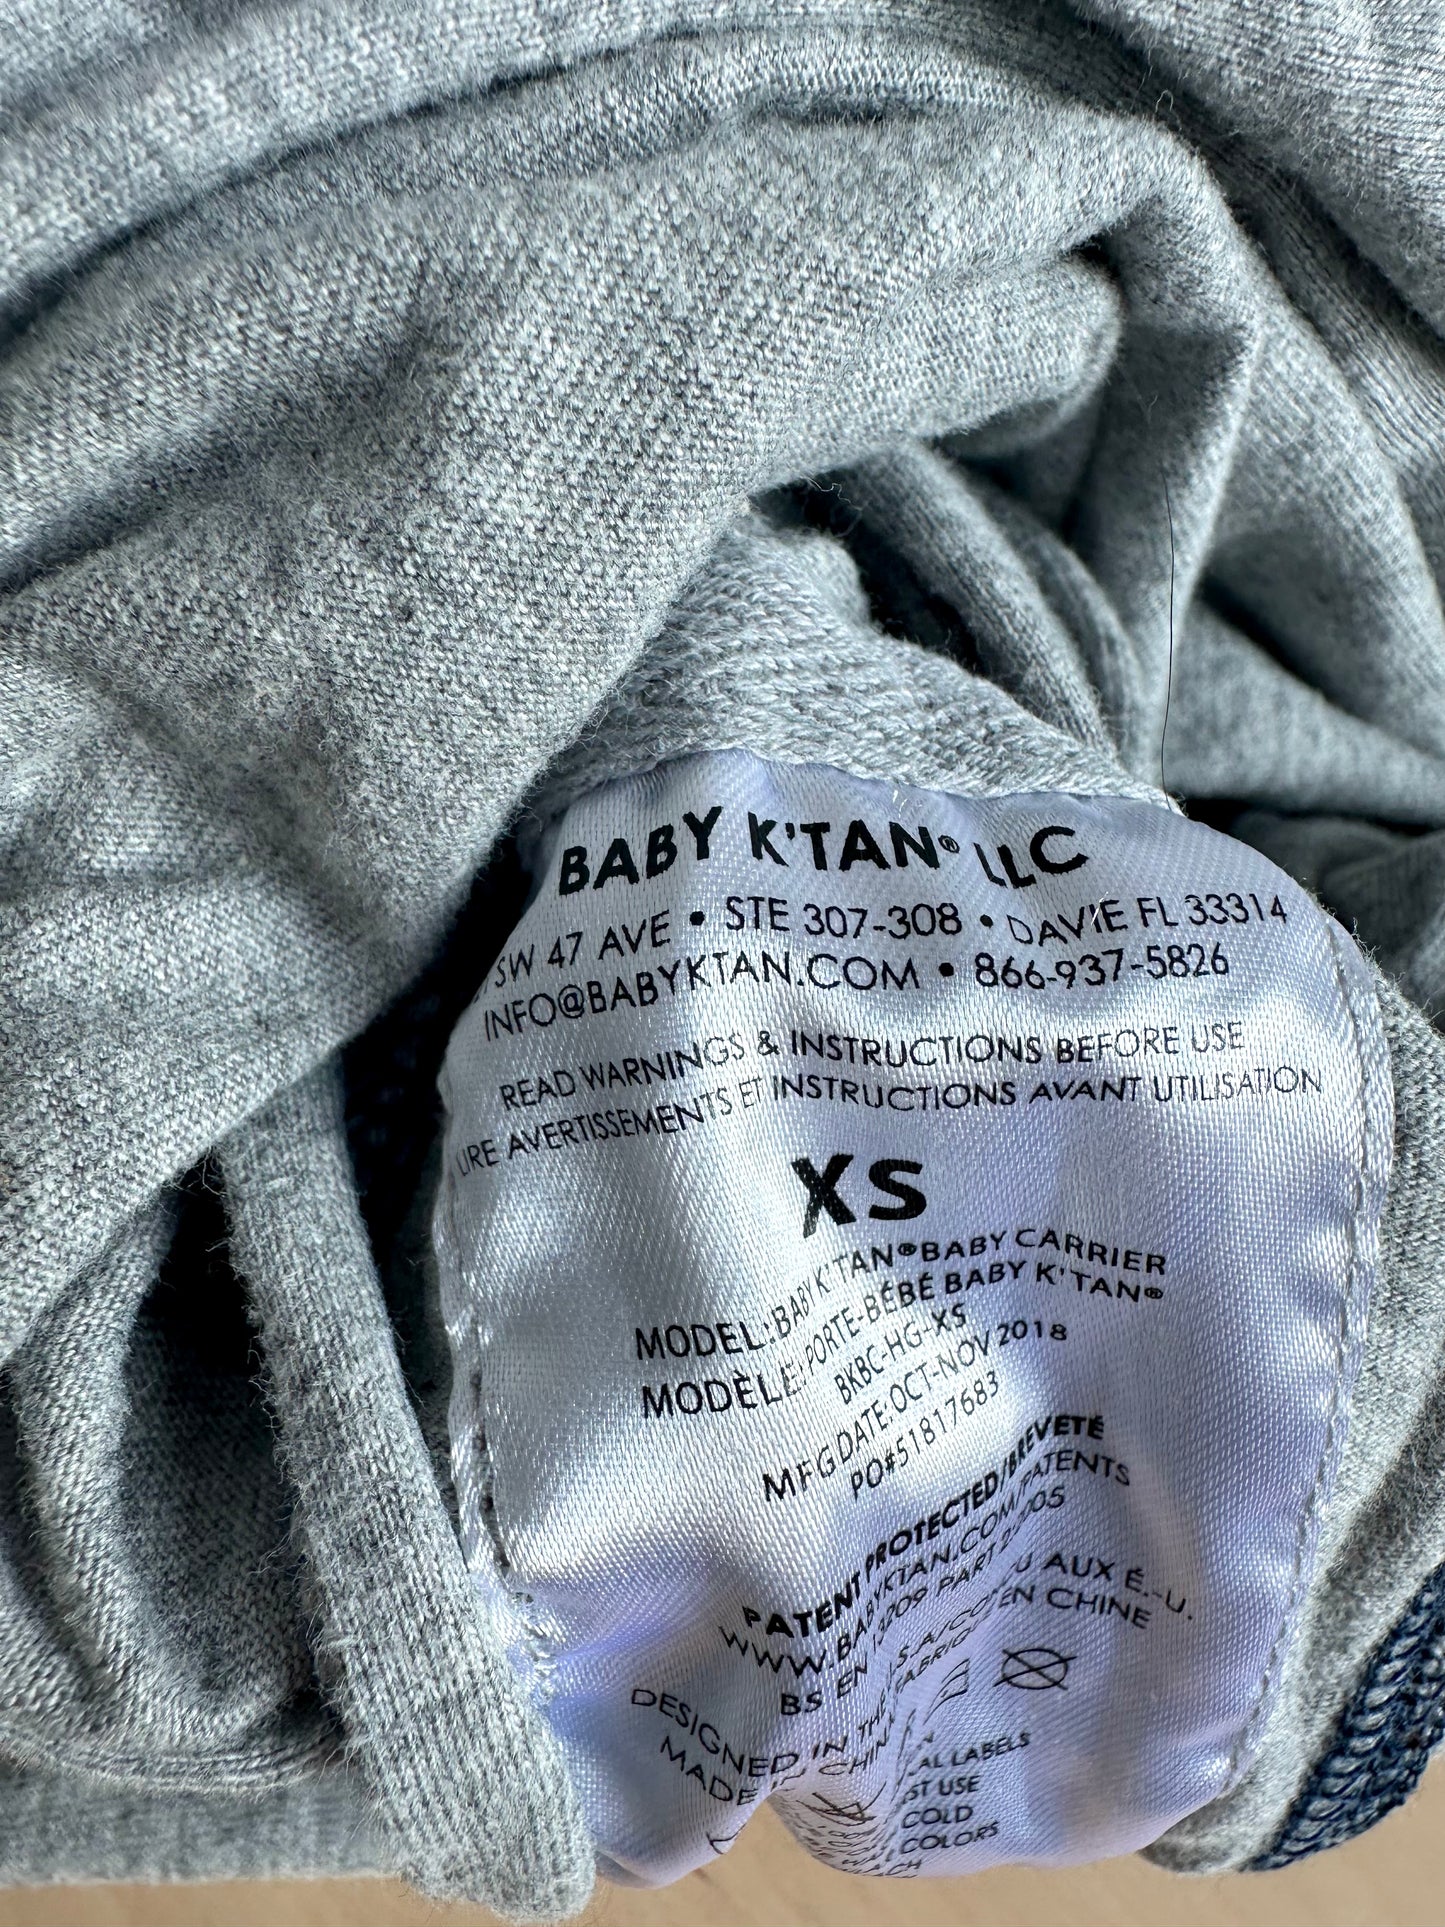 BABY K'TAN® LLC
SW 47 AVE • STE 307-308 • DAVIE FL 33314
INFO@BABYKTAN.COM • 866-937-5826
READ WARNINGS & INSTRUCTIONS BEFORE USE
LIRE AVERTISSEMENTS ET INSTRUCTIONS AVANT UTILISATION
XS
MODEL: BABY K'TAN® BABY CARRIER
MODÈLE: PORTE-BÉBÉ BABY K'TAN®
BKBC-HG-XS
MFG DATE: OCT-NOV 2018
PO#51817683
PATENT PROTECTED/BREVETÉ
WWW.BABYKTAN.COM/PATENTS
BS EN 13209 PART 2:2005
DESIGNED IN THE U.S.A/CO U AUX É.-U.
MADE IN CHINA FABRIQ EN CHINE
LABELS
USE
COLD
COLORS